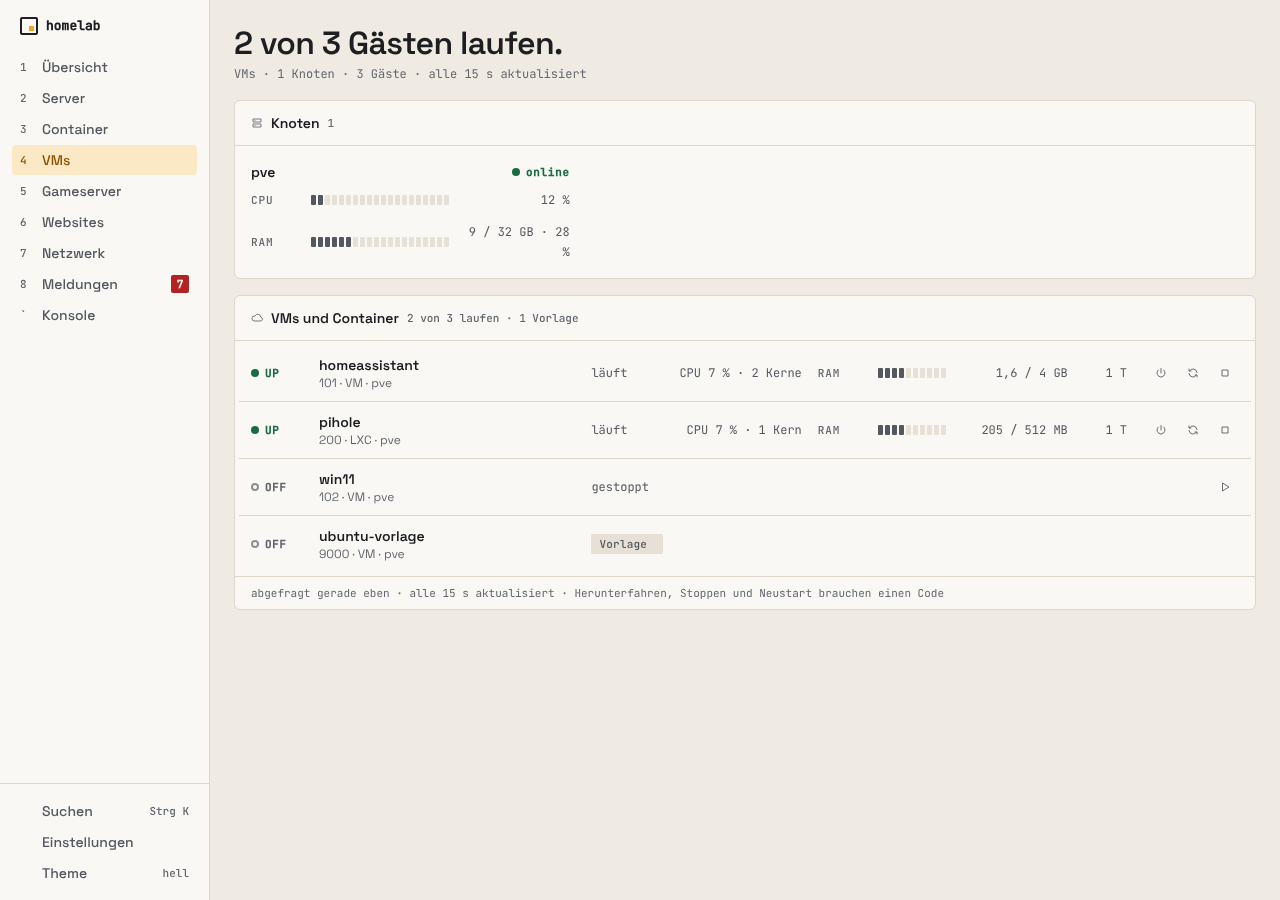 homelab
1 Übersicht
2 Server
3 Container
4 VMs
5 Gameserver
6 Websites
7 Netzwerk
8 Meldungen 7
` Konsole
Suchen Strg K
Einstellungen
Theme hell
2 von 3 Gästen laufen.
VMs · 1 Knoten · 3 Gäste · alle 15 s aktualisiert
Knoten 1
pve online
CPU 12 %
RAM 9 / 32 GB · 28
%
VMs und Container 2 von 3 laufen · 1 Vorlage
UP homeassistant läuft CPU 7 % · 2 Kerne RAM 1,6 / 4 GB 1 T
101 · VM · pve
UP pihole läuft CPU 7 % · 1 Kern RAM 205 / 512 MB 1 T
200 · LXC · pve
OFF win11 gestoppt
102 · VM · pve
OFF ubuntu-vorlage Vorlage
9000 · VM · pve
abgefragt gerade eben · alle 15 s aktualisiert · Herunterfahren, Stoppen und Neustart brauchen einen Code